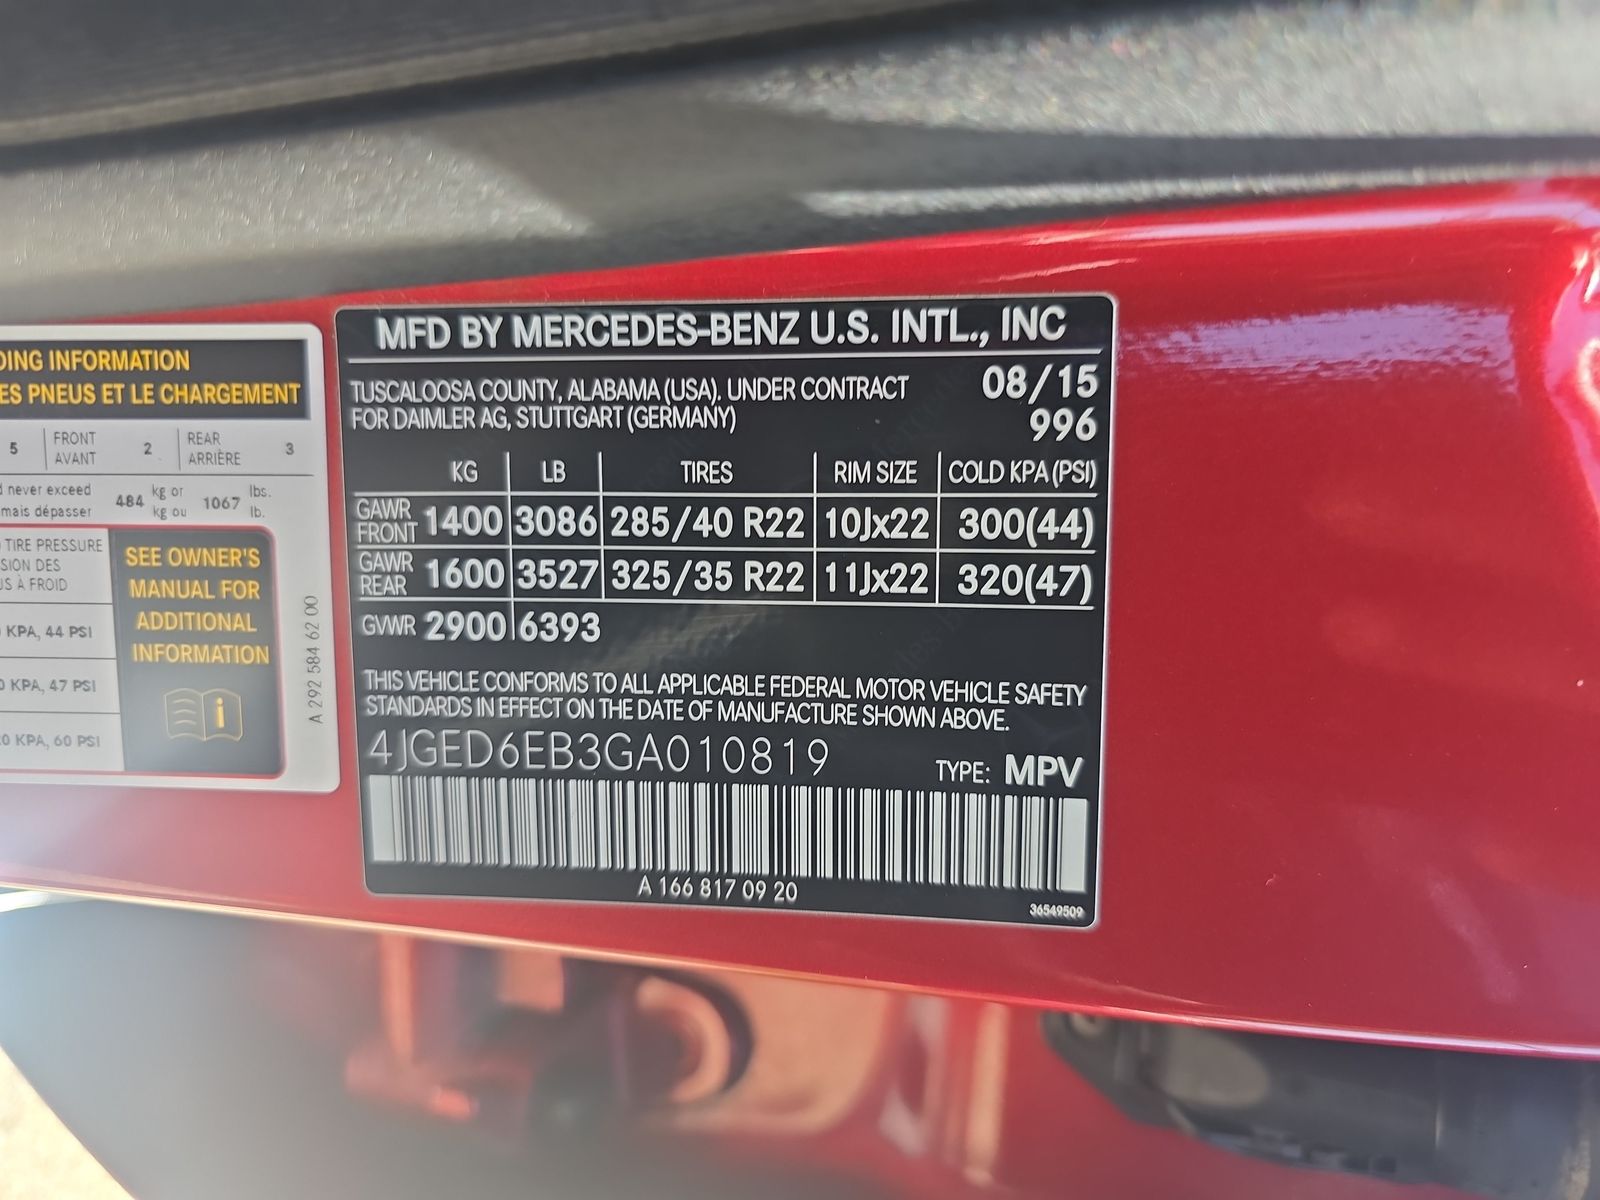 DING INFORMATION
ES PNEUS ET LE CHARGEMENT
5 FRONT AVANT 2 REAR ARRIÈRE 3
never exceed 484 kg or 1067 lbs.
mais dépasser kg ou lb.
TIRE PRESSURE
SION DES
S À FROID
KPA, 44 PSI
0 KPA, 47 PSI
0 KPA, 60 PSI
SEE OWNER'S
MANUAL FOR
ADDITIONAL
INFORMATION
i
A 292 584 62 00
MFD BY MERCEDES-BENZ U.S. INTL., INC
TUSCALOOSA COUNTY, ALABAMA (USA). UNDER CONTRACT 08/15
FOR DAIMLER AG, STUTTGART (GERMANY) 996
KG LB TIRES RIM SIZE COLD KPA (PSI)
GAWR FRONT 1400 3086 285/40 R22 10Jx22 300(44)
GAWR REAR 1600 3527 325/35 R22 11Jx22 320(47)
GVWR 2900 6393
THIS VEHICLE CONFORMS TO ALL APPLICABLE FEDERAL MOTOR VEHICLE SAFETY
STANDARDS IN EFFECT ON THE DATE OF MANUFACTURE SHOWN ABOVE.
4JGED6EB3GA010819 TYPE: MPV
A 166 817 09 20
36549509